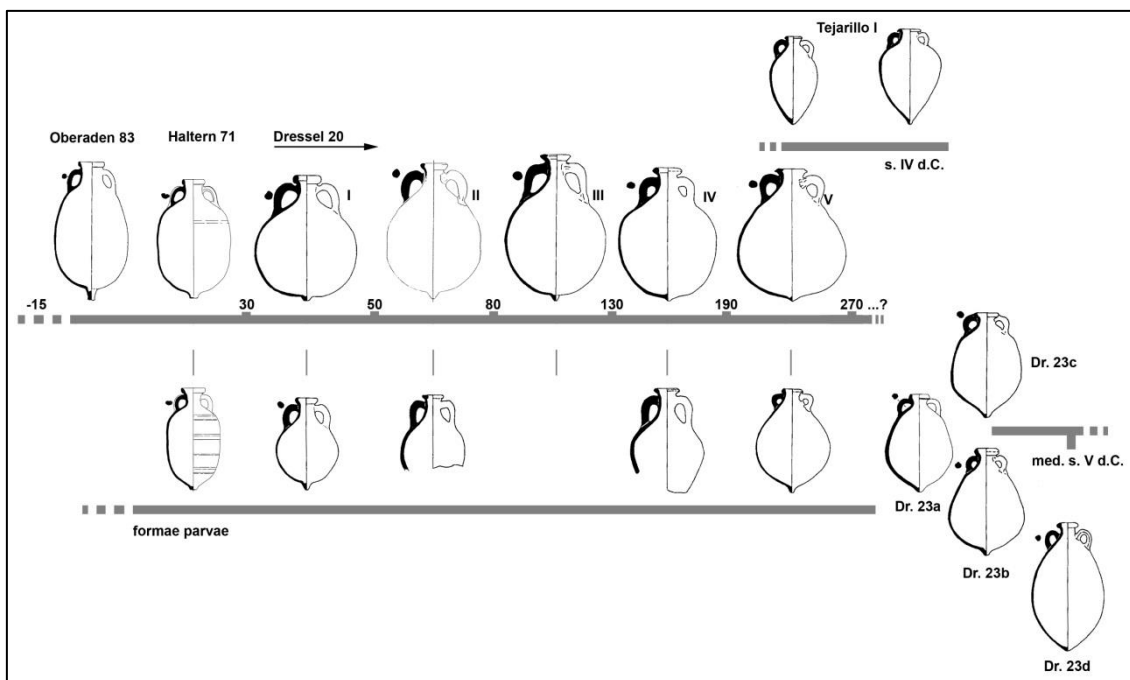 Tejarillo I
s. IV d.C.
Oberaden 83
Haltern 71
Dressel 20
I
II
III
IV
V
-15
30
50
80
130
190
270 ...?
Dr. 23c
med. s. V d.C.
Dr. 23a
formae parvae
Dr. 23b
Dr. 23d